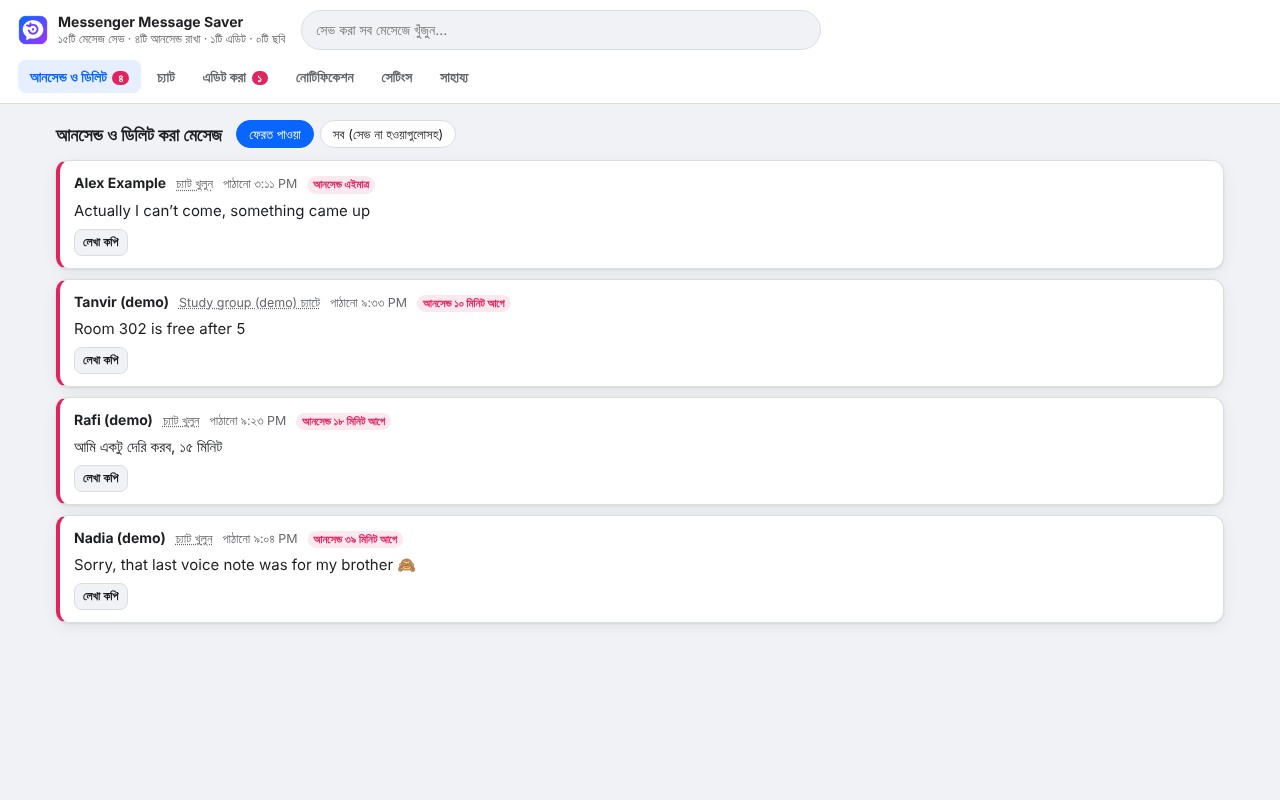 Messenger Message Saver
১৫টি মেসেজ সেভ · ৪টি আনসেন্ড রাখা · ১টি এডিট · ০টি ছবি
সেভ করা সব মেসেজে খুঁজুন…
আনসেন্ড ও ডিলিট ৪ চ্যাট এডিট করা ১ নোটিফিকেশন সেটিংস সাহায্য
আনসেন্ড ও ডিলিট করা মেসেজ ফেরত পাওয়া সব (সেভ না হওয়াগুলোসহ)
Alex Example চ্যাট খুলুন পাঠানো ৩:১১ PM আনসেন্ড এইমাত্র
Actually I can’t come, something came up
লেখা কপি
Tanvir (demo) Study group (demo) চ্যাটে পাঠানো ৯:৩৩ PM আনসেন্ড ১০ মিনিট আগে
Room 302 is free after 5
লেখা কপি
Rafi (demo) চ্যাট খুলুন পাঠানো ৯:২৩ PM আনসেন্ড ১৮ মিনিট আগে
আমি একটু দেরি করব, ১৫ মিনিট
লেখা কপি
Nadia (demo) চ্যাট খুলুন পাঠানো ৯:০৪ PM আনসেন্ড ৩৯ মিনিট আগে
Sorry, that last voice note was for my brother 🙈
লেখা কপি